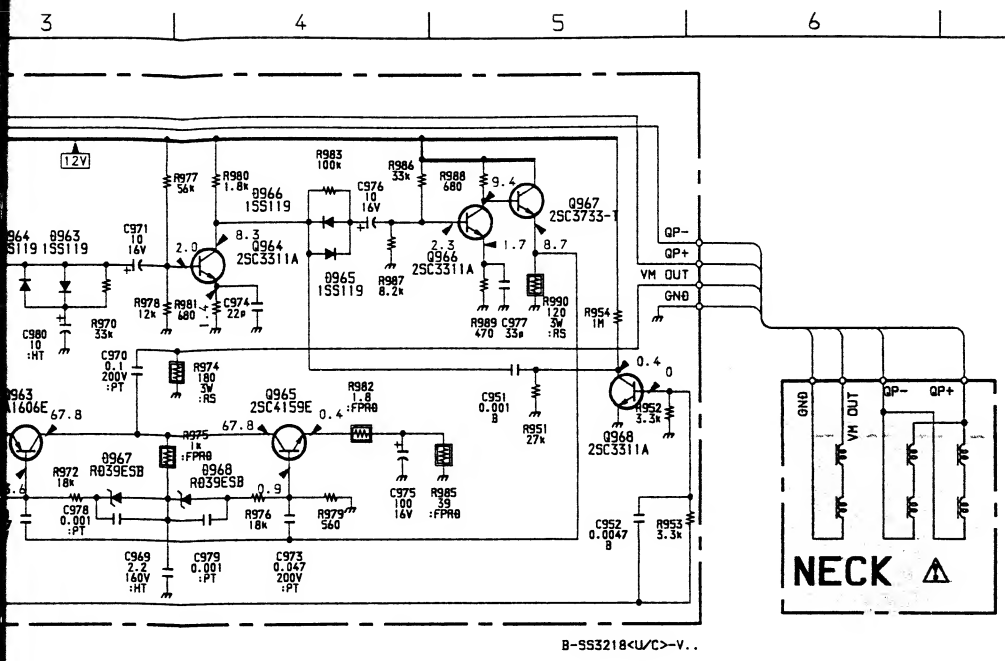 3 4 5 6
12V
R977
56k
R980
1.8k
D966
1SS119
R983
100k
C976
10
16V
R986
33k
R988
680
9.4
Q967
2SC3733-T
D963
1SS119
C971
10
16V
2.0
8.3
Q964
2SC3311A
D965
1SS119
R987
8.2k
2.3
Q966
2SC3311A
1.7
8.7
QP-
QP+
VM OUT
GND
C980
10
:HT
R970
33k
R978
12k
R981
680
1.4
C974
22p
R989
470
C977
33p
R990
120
3W
:RS
R954
1M
C970
0.1
200V
:PT
R974
180
3W
:RS
Q963
A1606E
67.8
Q965
2SC4159E
67.8
0.4
R982
1.8
:FPRD
C951
0.001
B
R951
27k
0.4
0
Q968
2SC3311A
R952
3.3k
GND
VM OUT
QP-
QP+
R975
1k
:FPRD
D967
RD39ESB
D968
RD39ESB
R972
18k
C978
0.001
:PT
R976
18k
0.9
R979
560
C975
100
16V
R985
39
:FPRD
C952
0.0047
B
R953
3.3k
C969
2.2
160V
:HT
C979
0.001
:PT
C973
0.047
200V
:PT
NECK
B-SS3218<U/C>-V..